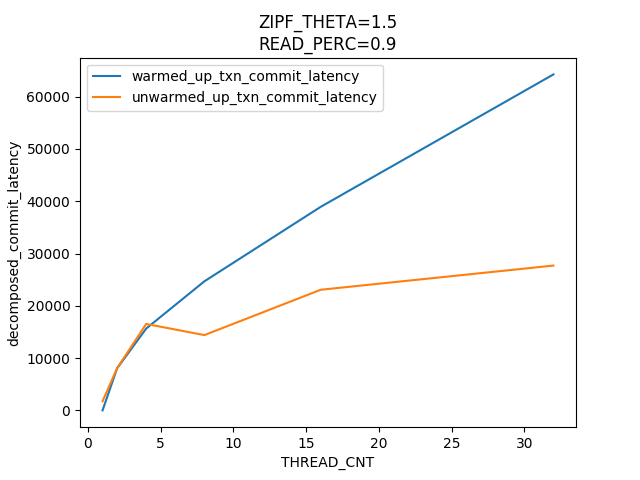 ZIPF_THETA=1.5
READ_PERC=0.9
warmed_up_txn_commit_latency
unwarmed_up_txn_commit_latency
decomposed_commit_latency
60000
50000
40000
30000
20000
10000
0
0 5 10 15 20 25 30
THREAD_CNT